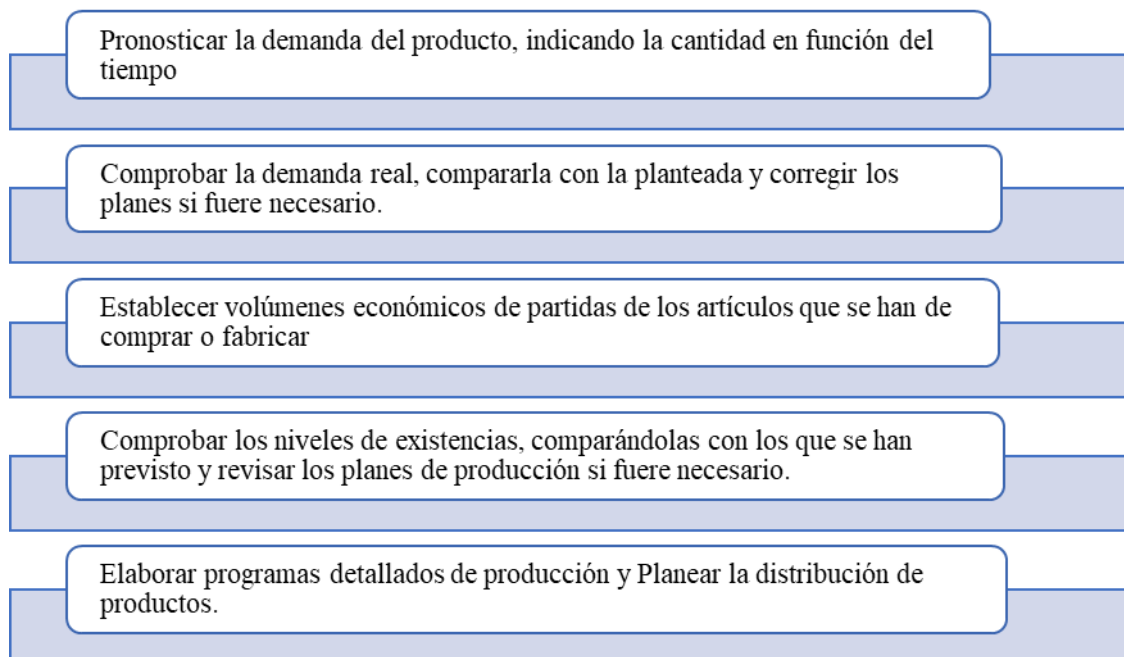 Pronosticar la demanda del producto, indicando la cantidad en función del
tiempo
Comprobar la demanda real, compararla con la planteada y corregir los
planes si fuere necesario.
Establecer volúmenes económicos de partidas de los artículos que se han de
comprar o fabricar
Comprobar los niveles de existencias, comparándolas con los que se han
previsto y revisar los planes de producción si fuere necesario.
Elaborar programas detallados de producción y Planear la distribución de
productos.